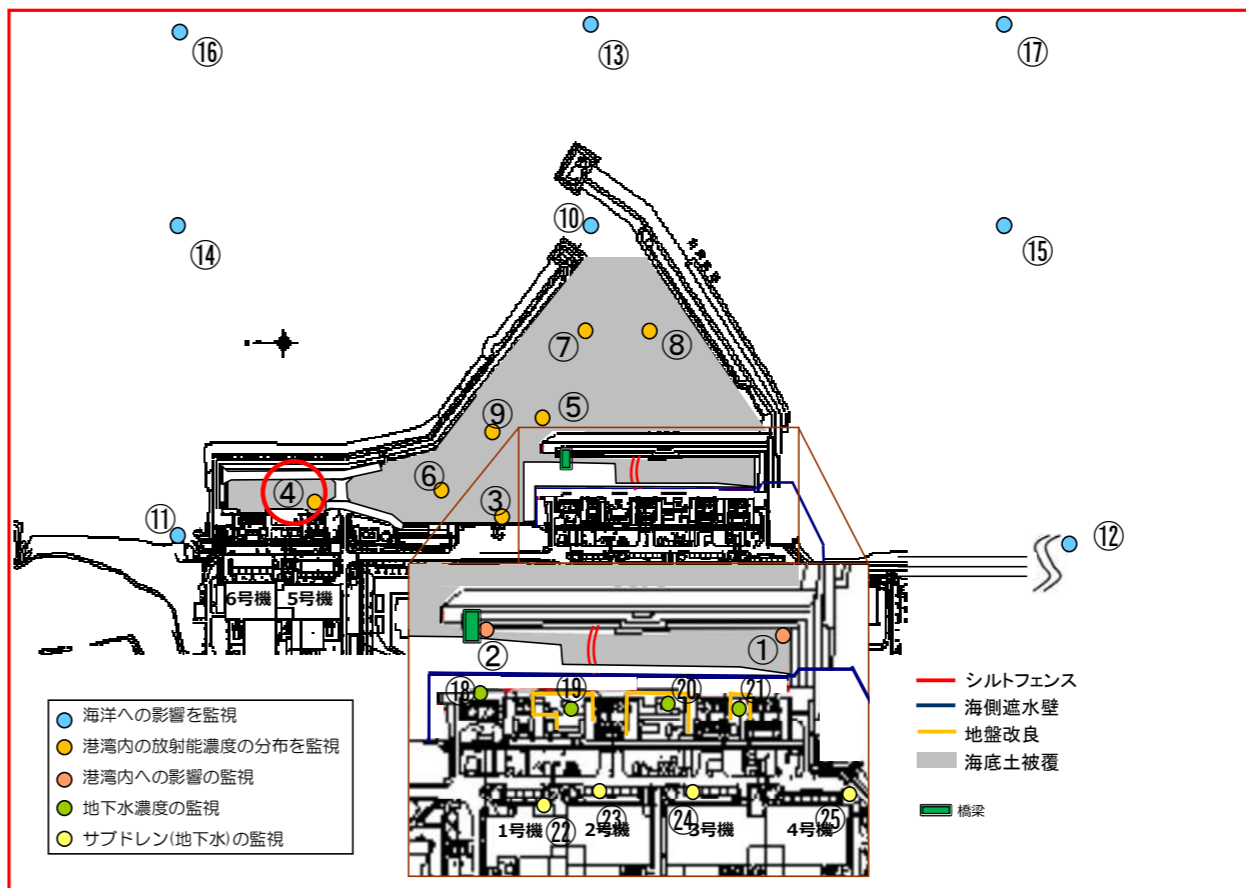 ⑯
⑬
⑰
⑩
⑭
⑮
⑦
⑧
⑤
⑨
④
⑥
③
⑪
⑫
6号機
5号機
②
①
⑱
⑲
⑳
㉑
1号機
㉒
㉓
2号機
㉔
3号機
㉕
4号機
海洋への影響を監視
港湾内の放射能濃度の分布を監視
港湾内への影響の監視
地下水濃度の監視
サブドレン(地下水)の監視
シルトフェンス
海側遮水壁
地盤改良
海底土被覆
橋梁